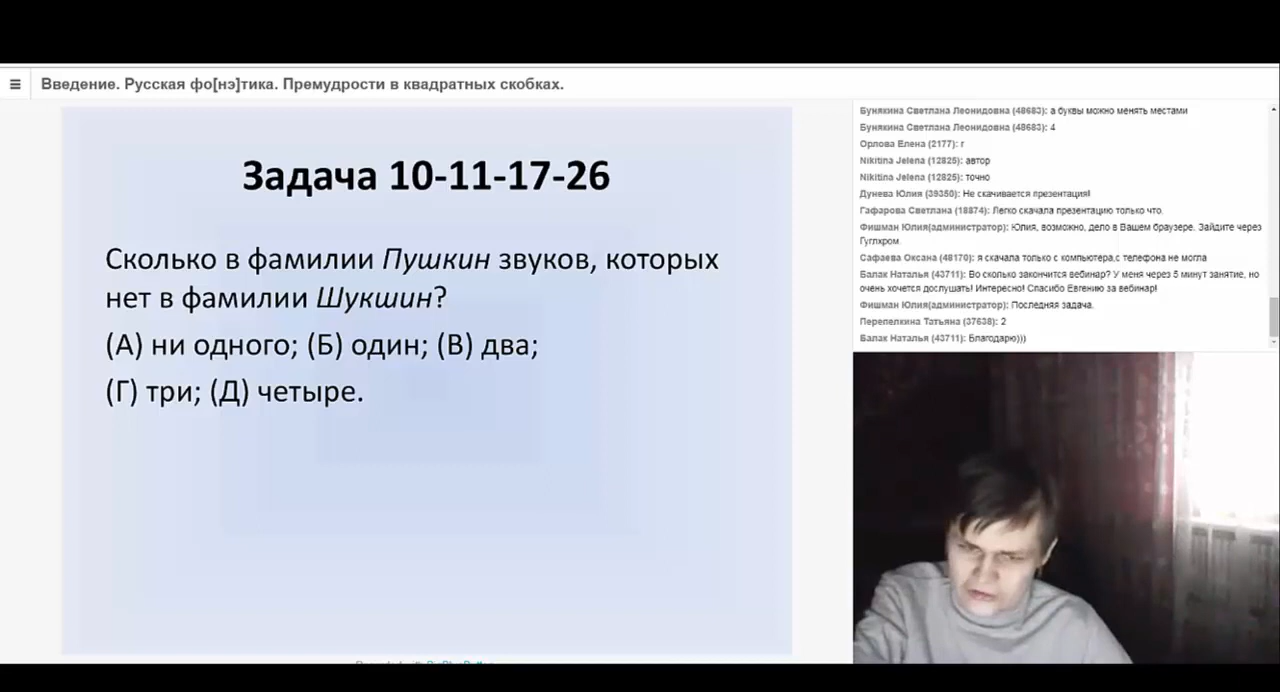 Введение. Русская фо[нэ]тика. Премудрости в квадратных скобках.
Задача 10-11-17-26
Сколько в фамилии Пушкин звуков, которых
нет в фамилии Шукшин?
(А) ни одного; (Б) один; (В) два;
(Г) три; (Д) четыре.
Бунякина Светлана Леонидовна (48683): а буквы можно менять местами
Бунякина Светлана Леонидовна (48683): 4
Орлова Елена (2177): г
Nikitina Jelena (12825): автор
Nikitina Jelena (12825): точно
Дунева Юлия (39350): Не скачивается презентация!
Гафарова Светлана (18874): Легко скачала презентацию только что.
Фишман Юлия(администратор): Юлия, возможно, дело в Вашем браузере. Зайдите через
Гуглхром.
Сафаева Оксана (48170): я скачала только с компьютера,с телефона не могла
Балак Наталья (43711): Во сколько закончится вебинар? У меня через 5 минут занятие, но
очень хочется дослушать! Интересно! Спасибо Евгению за вебинар!
Фишман Юлия(администратор): Последняя задача.
Перепелкина Татьяна (37638): 2
Балак Наталья (43711): Благодарю)))